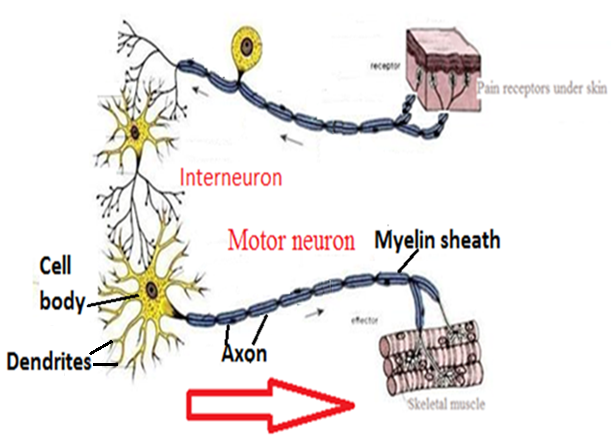 receptor
Pain receptors under skin
Interneuron
Motor neuron
Myelin sheath
Cell
body
effector
Dendrites
Axon
Skeletal muscle